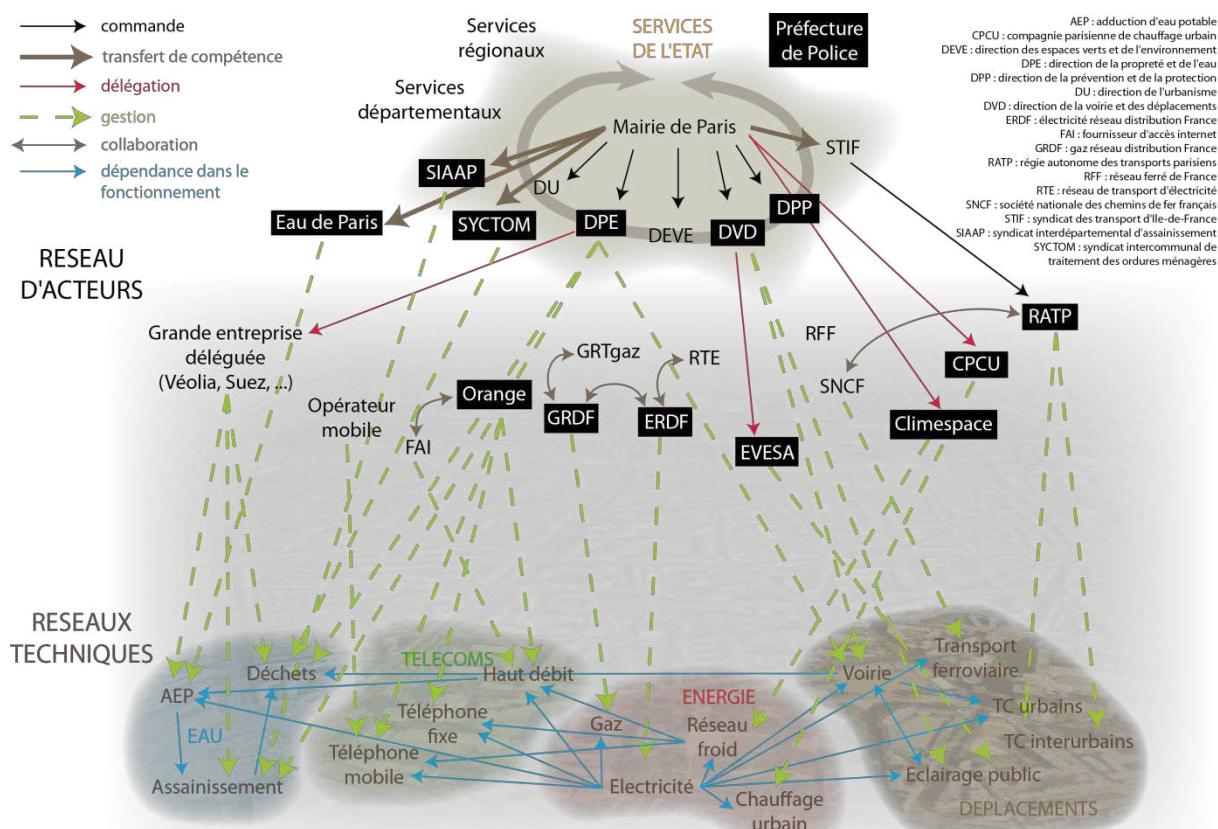 commande
transfert de compétence
délégation
gestion
collaboration
dépendance dans le
fonctionnement
Services
régionaux
SERVICES
DE L'ETAT
Préfecture
de Police
Services
départementaux
AEP : adduction d'eau potable
CPCU : compagnie parisienne de chauffage urbain
DEVE : direction des espaces verts et de l'environnement
DPE : direction de la propreté et de l'eau
DPP : direction de la prévention et de la protection
DU : direction de l'urbanisme
DVD : direction de la voirie et des déplacements
ERDF : électricité réseau distribution France
FAI : fournisseur d'accès internet
GRDF : gaz réseau distribution France
RATP : régie autonome des transports parisiens
RFF : réseau ferré de France
RTE : réseau de transport d'électricité
SNCF : société nationale des chemins de fer français
STIF : syndicat des transport d'Ile-de-France
SIAAP : syndicat interdépartemental d'assainissement
SYCTOM : syndicat intercommunal de
traitement des ordures ménagères
Mairie de Paris
STIF
SIAAP
DU
Eau de Paris
SYCTOM
DPE
DEVE
DVD
DPP
RESEAU
D'ACTEURS
Grande entreprise
déléguée
(Véolia, Suez, ...)
RATP
RFF
GRTgaz
RTE
SNCF
CPCU
Opérateur
mobile
Orange
GRDF
ERDF
Climespace
FAI
EVESA
RESEAUX
TECHNIQUES
TELECOMS
Déchets
Haut débit
Voirie
Transport
ferroviaire
AEP
ENERGIE
TC urbains
EAU
Téléphone
fixe
Gaz
Réseau
froid
TC interurbains
Téléphone
mobile
Assainissement
Electricité
Eclairage public
Chauffage
urbain
DEPLACEMENTS